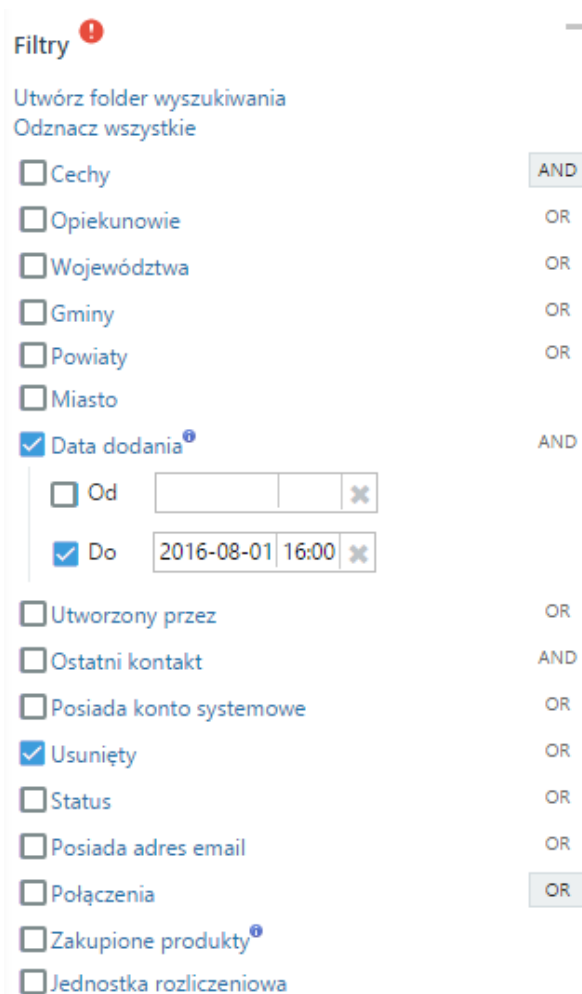 Filtry
Utwórz folder wyszukiwania
Odznacz wszystkie
Cechy AND
Opiekunowie OR
Województwa OR
Gminy OR
Powiaty OR
Miasto
Data dodania AND
Od
Do 2016-08-01 16:00
Utworzony przez OR
Ostatni kontakt AND
Posiada konto systemowe OR
Usunięty OR
Status OR
Posiada adres email OR
Połączenia OR
Zakupione produkty
Jednostka rozliczeniowa